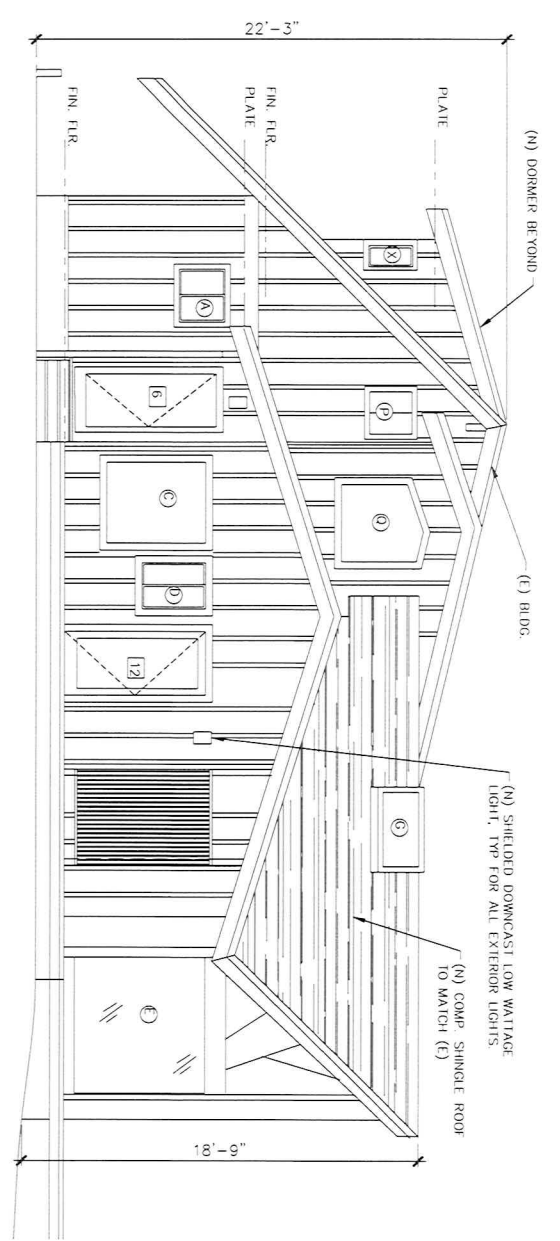 22'-3"
(N) DORMER BEYOND
(E) BLDG.
(N) SHIELDED DOWNCAST LOW WATTAGE
LIGHT, TYP FOR ALL EXTERIOR LIGHTS
(N) COMP. SHINGLE ROOF
TO MATCH (E)
PLATE
FIN. FLR.
PLATE
FIN. FLR.
X
P
Q
G
A
6
C
D
12
E
18'-9"